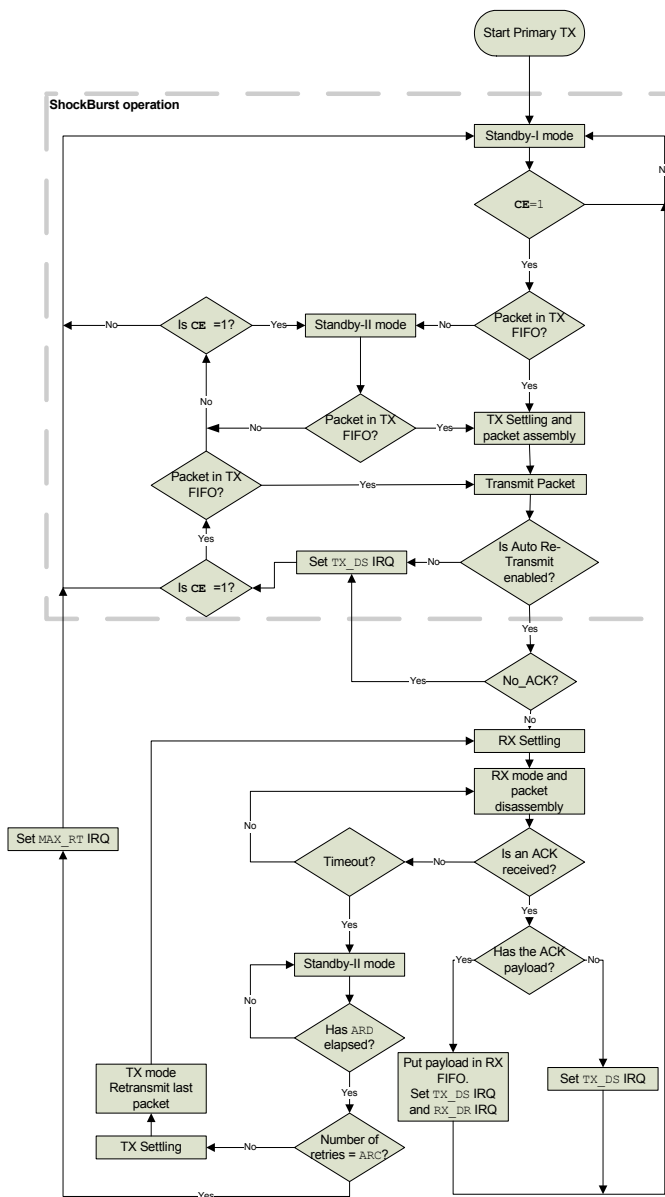 Start Primary TX
ShockBurst operation
Standby-I mode
N
CE=1
Yes
No
Is CE =1?
Yes
Standby-II mode
No
Packet in TX
FIFO?
No
Yes
Packet in TX
FIFO?
No
Yes
TX Settling and
packet assembly
Packet in TX
FIFO?
Yes
Transmit Packet
Yes
Is CE =1?
Set TX_DS IRQ
No
Is Auto Re-
Transmit
enabled?
Yes
Yes
No_ACK?
No
RX Settling
RX mode and
packet
disassembly
Set MAX_RT IRQ
No
Timeout?
No
Is an ACK
received?
Yes
Yes
Standby-II mode
Yes
Has the ACK
payload?
No
No
Has ARD
elapsed?
TX mode
Retransmit last
packet
Put payload in RX
FIFO.
Set TX_DS IRQ
and RX_DR IRQ
Set TX_DS IRQ
Yes
TX Settling
No
Number of
retries = ARC?
Yes